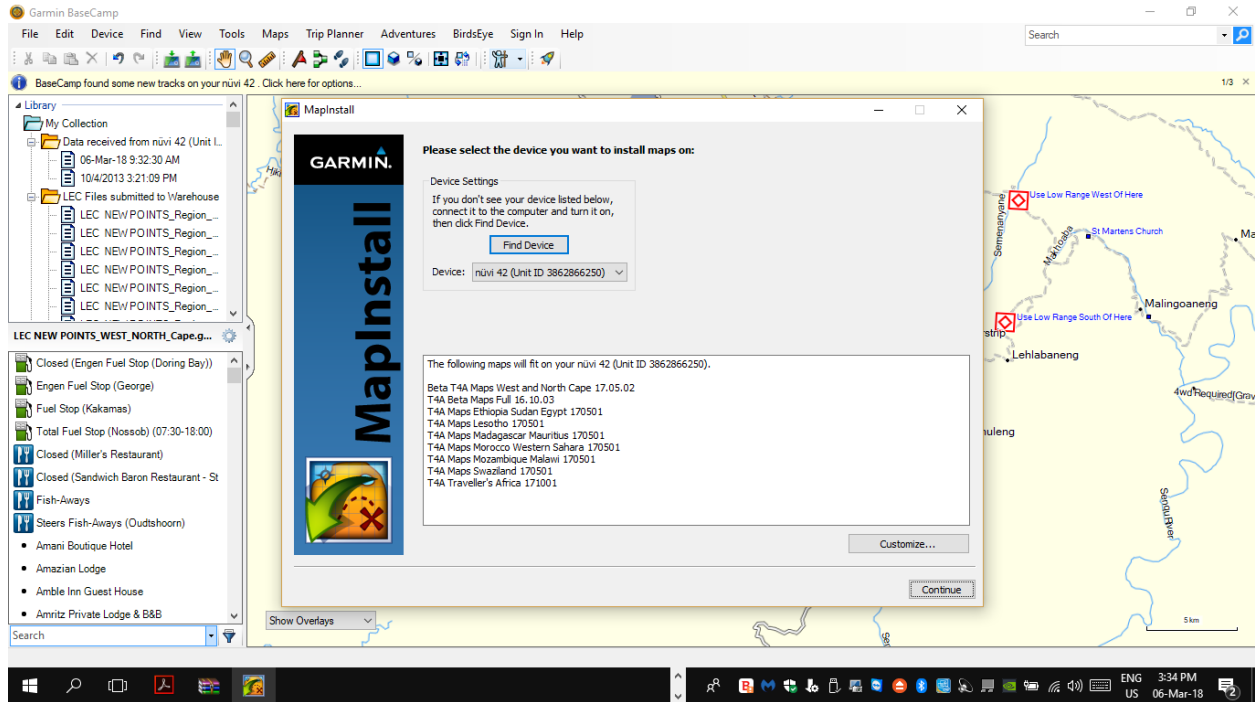 Garmin BaseCamp
File Edit Device Find View Tools Maps Trip Planner Adventures BirdsEye Sign In Help
Search
BaseCamp found some new tracks on your nüvi 42 . Click here for options...
1/3
Library
My Collection
Data received from nüvi 42 (Unit I...
06-Mar-18 9:32:30 AM
10/4/2013 3:21:09 PM
LEC Files submitted to Warehouse
LEC NEW POINTS_Region_...
LEC NEW POINTS_Region_...
LEC NEW POINTS_Region_...
LEC NEW POINTS_Region_...
LEC NEW POINTS_Region_...
LEC NEW POINTS_Region_...
LEC NEW POINTS_WEST_NORTH_Cape.g...
Closed (Engen Fuel Stop (Doring Bay))
Engen Fuel Stop (George)
Fuel Stop (Kakamas)
Total Fuel Stop (Nossob) (07:30-18:00)
Closed (Miller's Restaurant)
Closed (Sandwich Baron Restaurant - St
Fish-Aways
Steers Fish-Aways (Oudtshoorn)
Amani Boutique Hotel
Amazian Lodge
Amble Inn Guest House
Amritz Private Lodge & B&B
Search
MapInstall
GARMIN.
MapInstall
Please select the device you want to install maps on:
Device Settings
If you don't see your device listed below,
connect it to the computer and turn it on,
then click Find Device.
Find Device
Device: nüvi 42 (Unit ID 3862866250)
The following maps will fit on your nüvi 42 (Unit ID 3862866250).
Beta T4A Maps West and North Cape 17.05.02
T4A Beta Maps Full 16.10.03
T4A Maps Ethiopia Sudan Egypt 170501
T4A Maps Lesotho 170501
T4A Maps Madagascar Mauritius 170501
T4A Maps Morocco Western Sahara 170501
T4A Maps Mozambique Malawi 170501
T4A Maps Swaziland 170501
T4A Traveller's Africa 171001
Customize...
Continue
Show Overlays
Use Low Range West Of Here
Semenanyane
Makhoaba
St Martens Church
Ma
Malingoaneng
Use Low Range South Of Here
strip
Lehlabaneng
4wd Required(Grav
nuleng
Senqu River
Sen
5 km
ENG
US
3:34 PM
06-Mar-18
2